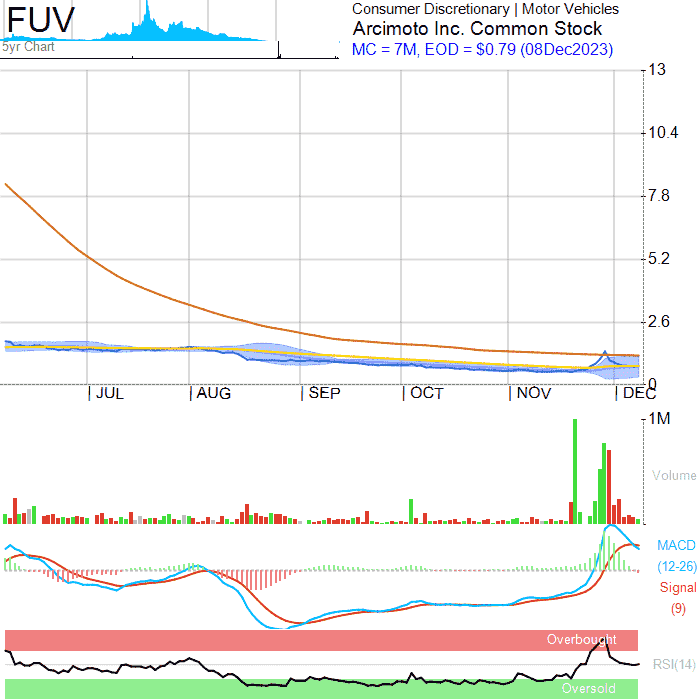 FUV
5yr Chart
Consumer Discretionary | Motor Vehicles
Arcimoto Inc. Common Stock
MC = 7M, EOD = $0.79 (08Dec2023)
13
10.4
7.8
5.2
2.6
0
JUL
AUG
SEP
OCT
NOV
DEC
1M
Volume
MACD
(12-26)
Signal
(9)
Overbought
RSI(14)
Oversold